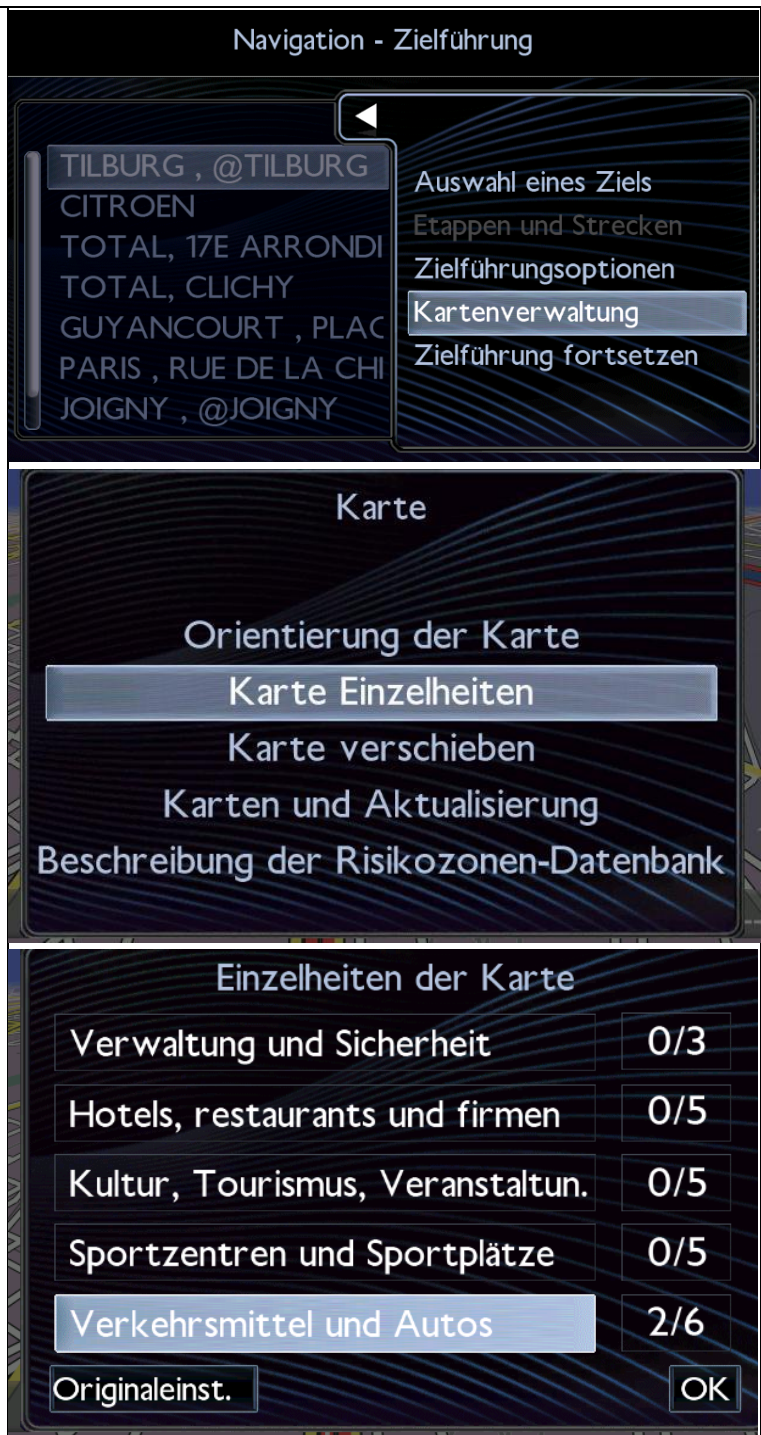 Navigation - Zielführung
TILBURG , @TILBURG
CITROEN
TOTAL, 17E ARRONDI
TOTAL, CLICHY
GUYANCOURT , PLAC
PARIS , RUE DE LA CHI
JOIGNY , @JOIGNY
Auswahl eines Ziels
Etappen und Strecken
Zielführungsoptionen
Kartenverwaltung
Zielführung fortsetzen
Karte
Orientierung der Karte
Karte Einzelheiten
Karte verschieben
Karten und Aktualisierung
Beschreibung der Risikozonen-Datenbank
Einzelheiten der Karte
Verwaltung und Sicherheit 0/3
Hotels, restaurants und firmen 0/5
Kultur, Tourismus, Veranstaltun. 0/5
Sportzentren und Sportplätze 0/5
Verkehrsmittel und Autos 2/6
Originaleinst. OK